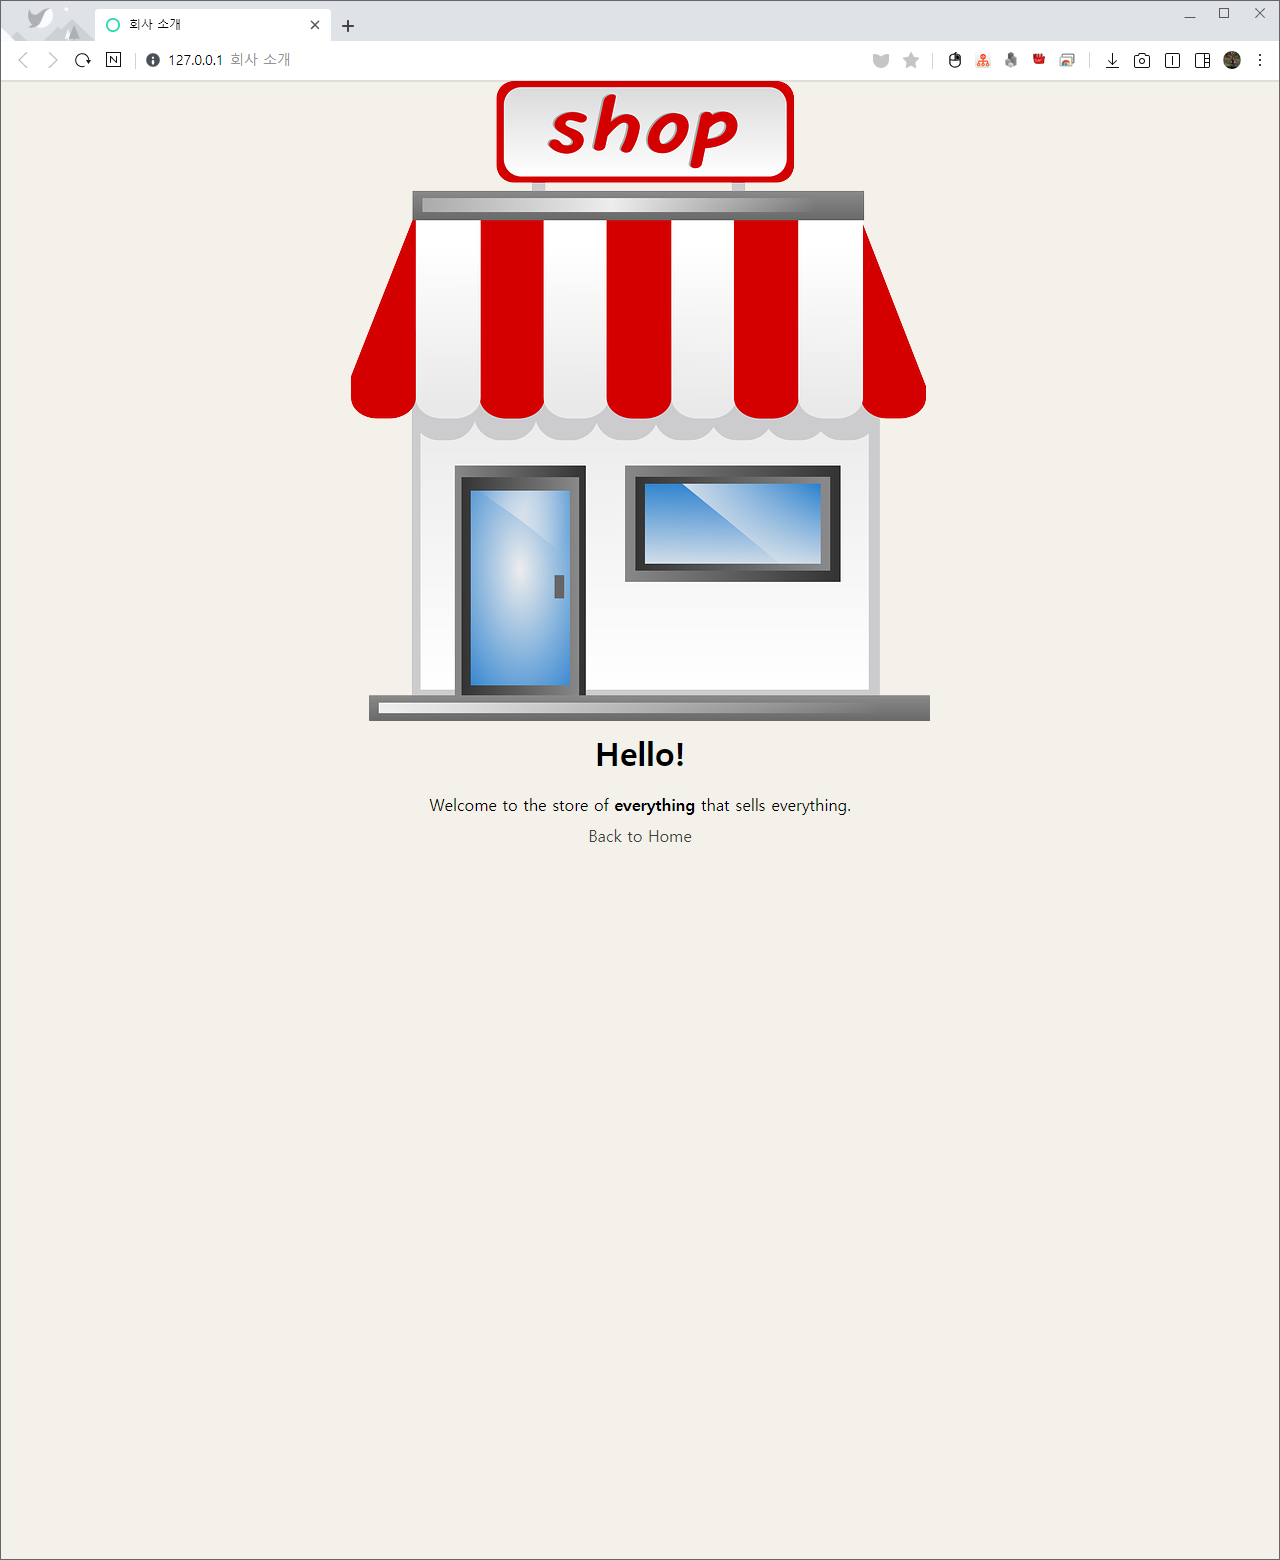 회사 소개
127.0.0.1 회사 소개
shop
Hello!
Welcome to the store of everything that sells everything.
Back to Home